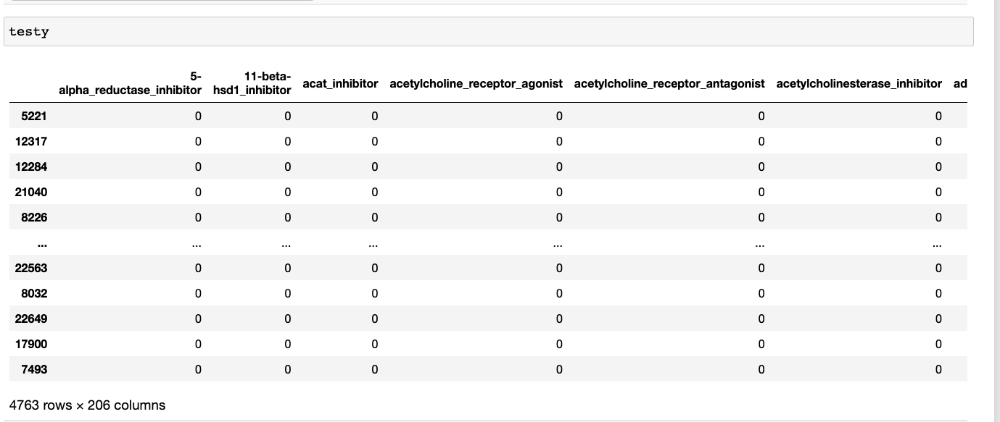 testy
5-
alpha_reductase_inhibitor 11-beta-
hsd1_inhibitor acat_inhibitor acetylcholine_receptor_agonist acetylcholine_receptor_antagonist acetylcholinesterase_inhibitor ad
5221 0 0 0 0 0 0
12317 0 0 0 0 0 0
12284 0 0 0 0 0 0
21040 0 0 0 0 0 0
8226 0 0 0 0 0 0
... ... ... ... ... ... ...
22563 0 0 0 0 0 0
8032 0 0 0 0 0 0
22649 0 0 0 0 0 0
17900 0 0 0 0 0 0
7493 0 0 0 0 0 0
4763 rows × 206 columns